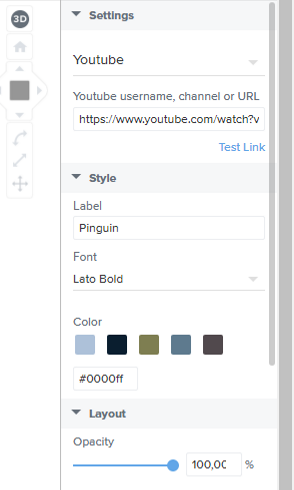 3D
Settings
Youtube
Youtube username, channel or URL
https://www.youtube.com/watch?v
Test Link
Style
Label
Pinguin
Font
Lato Bold
Color
#0000ff
Layout
Opacity
100,00 %